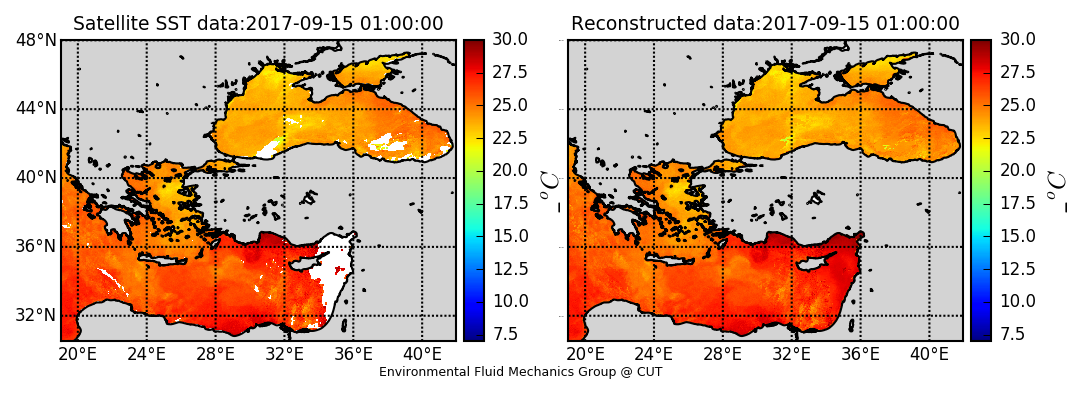 Satellite SST data:2017-09-15 01:00:00
Reconstructed data:2017-09-15 01:00:00
48°N
44°N
40°N
36°N
32°N
20°E 24°E 28°E 32°E 36°E 40°E
30.0
27.5
25.0
22.5
20.0
17.5
15.0
12.5
10.0
7.5
_°C
20°E 24°E 28°E 32°E 36°E 40°E
30.0
27.5
25.0
22.5
20.0
17.5
15.0
12.5
10.0
7.5
_°C
Environmental Fluid Mechanics Group @ CUT